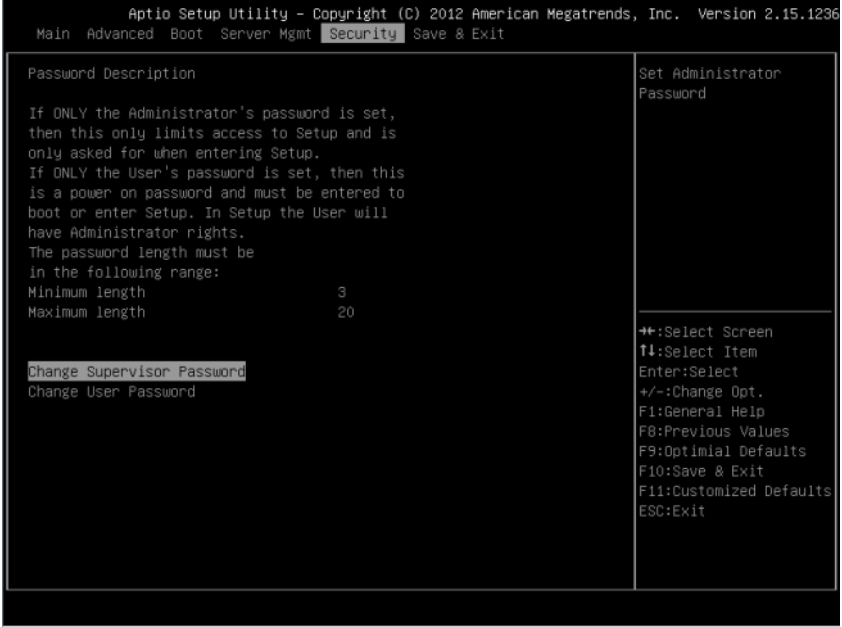 Aptio Setup Utility – Copyright (C) 2012 American Megatrends, Inc. Version 2.15.1236
Main Advanced Boot Server Mgmt Security Save & Exit
Password Description
If ONLY the Administrator's password is set,
then this only limits access to Setup and is
only asked for when entering Setup.
If ONLY the User's password is set, then this
is a power on password and must be entered to
boot or enter Setup. In Setup the User will
have Administrator rights.
The password length must be
in the following range:
Minimum length 3
Maximum length 20
Change Supervisor Password
Change User Password
Set Administrator
Password
→←:Select Screen
↑↓:Select Item
Enter:Select
+/-:Change Opt.
F1:General Help
F8:Previous Values
F9:Optimial Defaults
F10:Save & Exit
F11:Customized Defaults
ESC:Exit